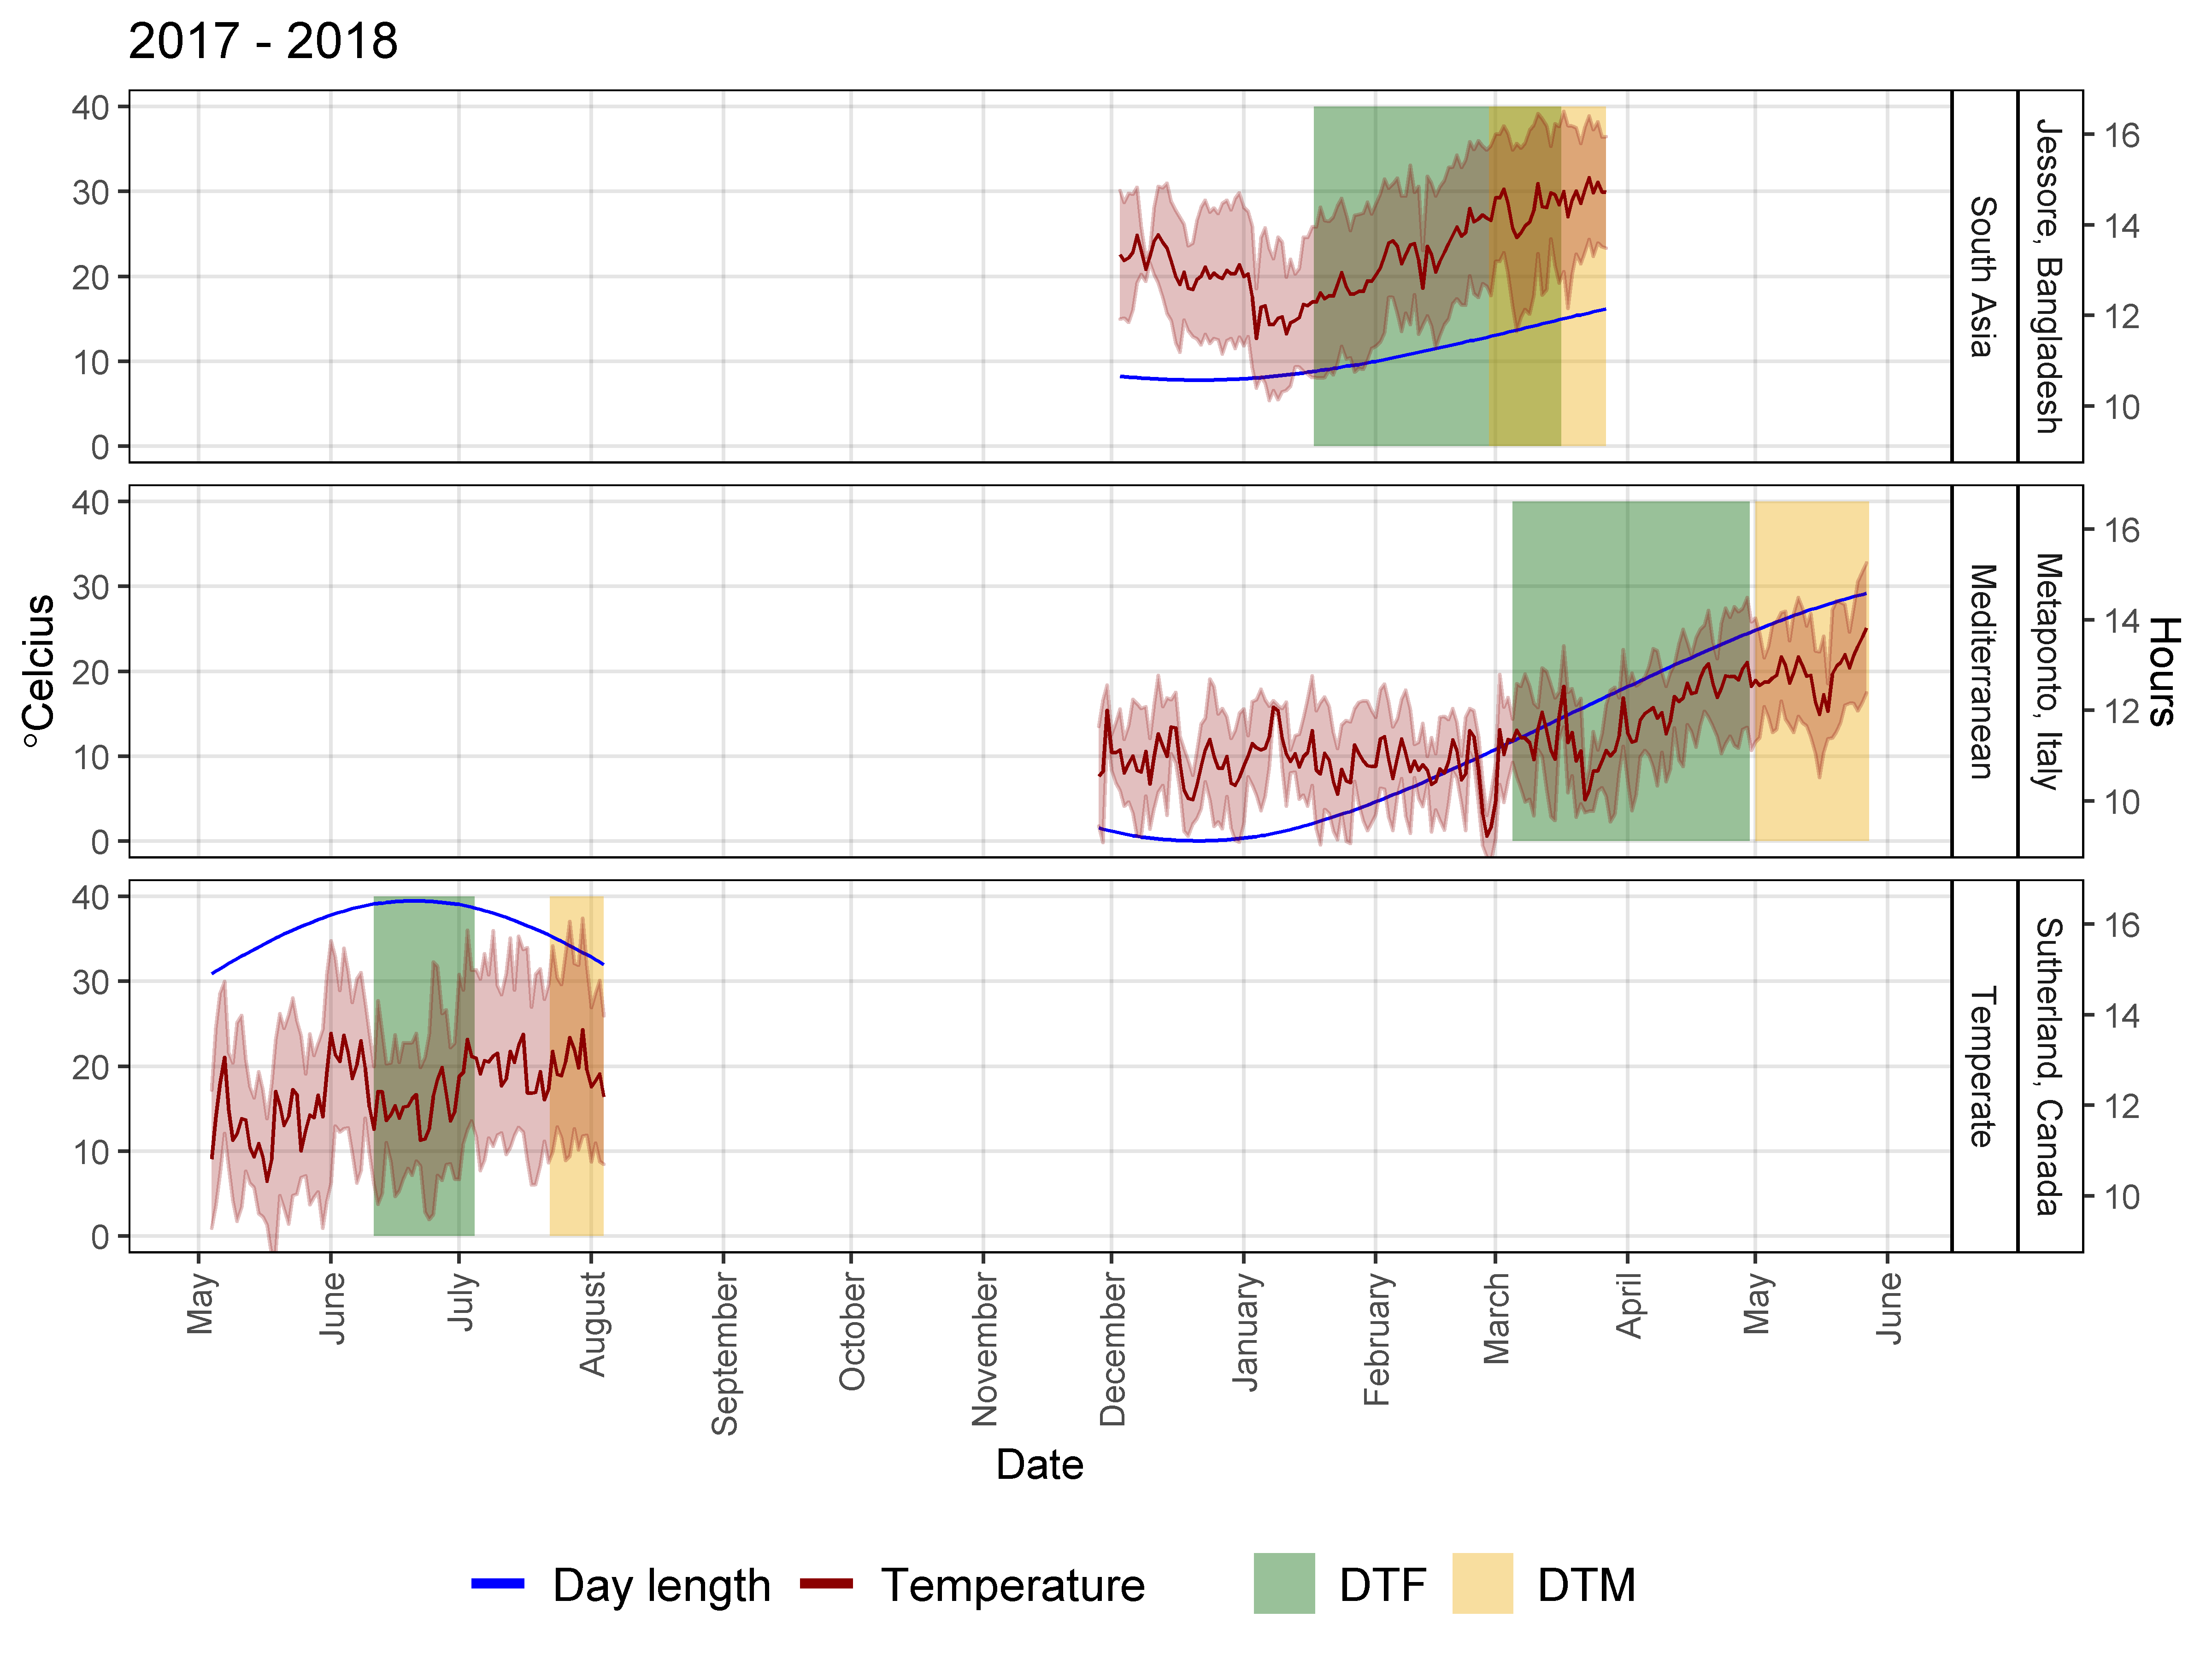 2017 - 2018
°Celcius
40
30
20
10
0
South Asia
Jessore, Bangladesh
16
14
12
10
40
30
20
10
0
Mediterranean
Metaponto, Italy
16
14
12
10
40
30
20
10
0
Temperate
Sutherland, Canada
16
14
12
10
Hours
May
June
July
August
September
October
November
December
January
February
March
April
May
June
Date
Day length
Temperature
DTF
DTM